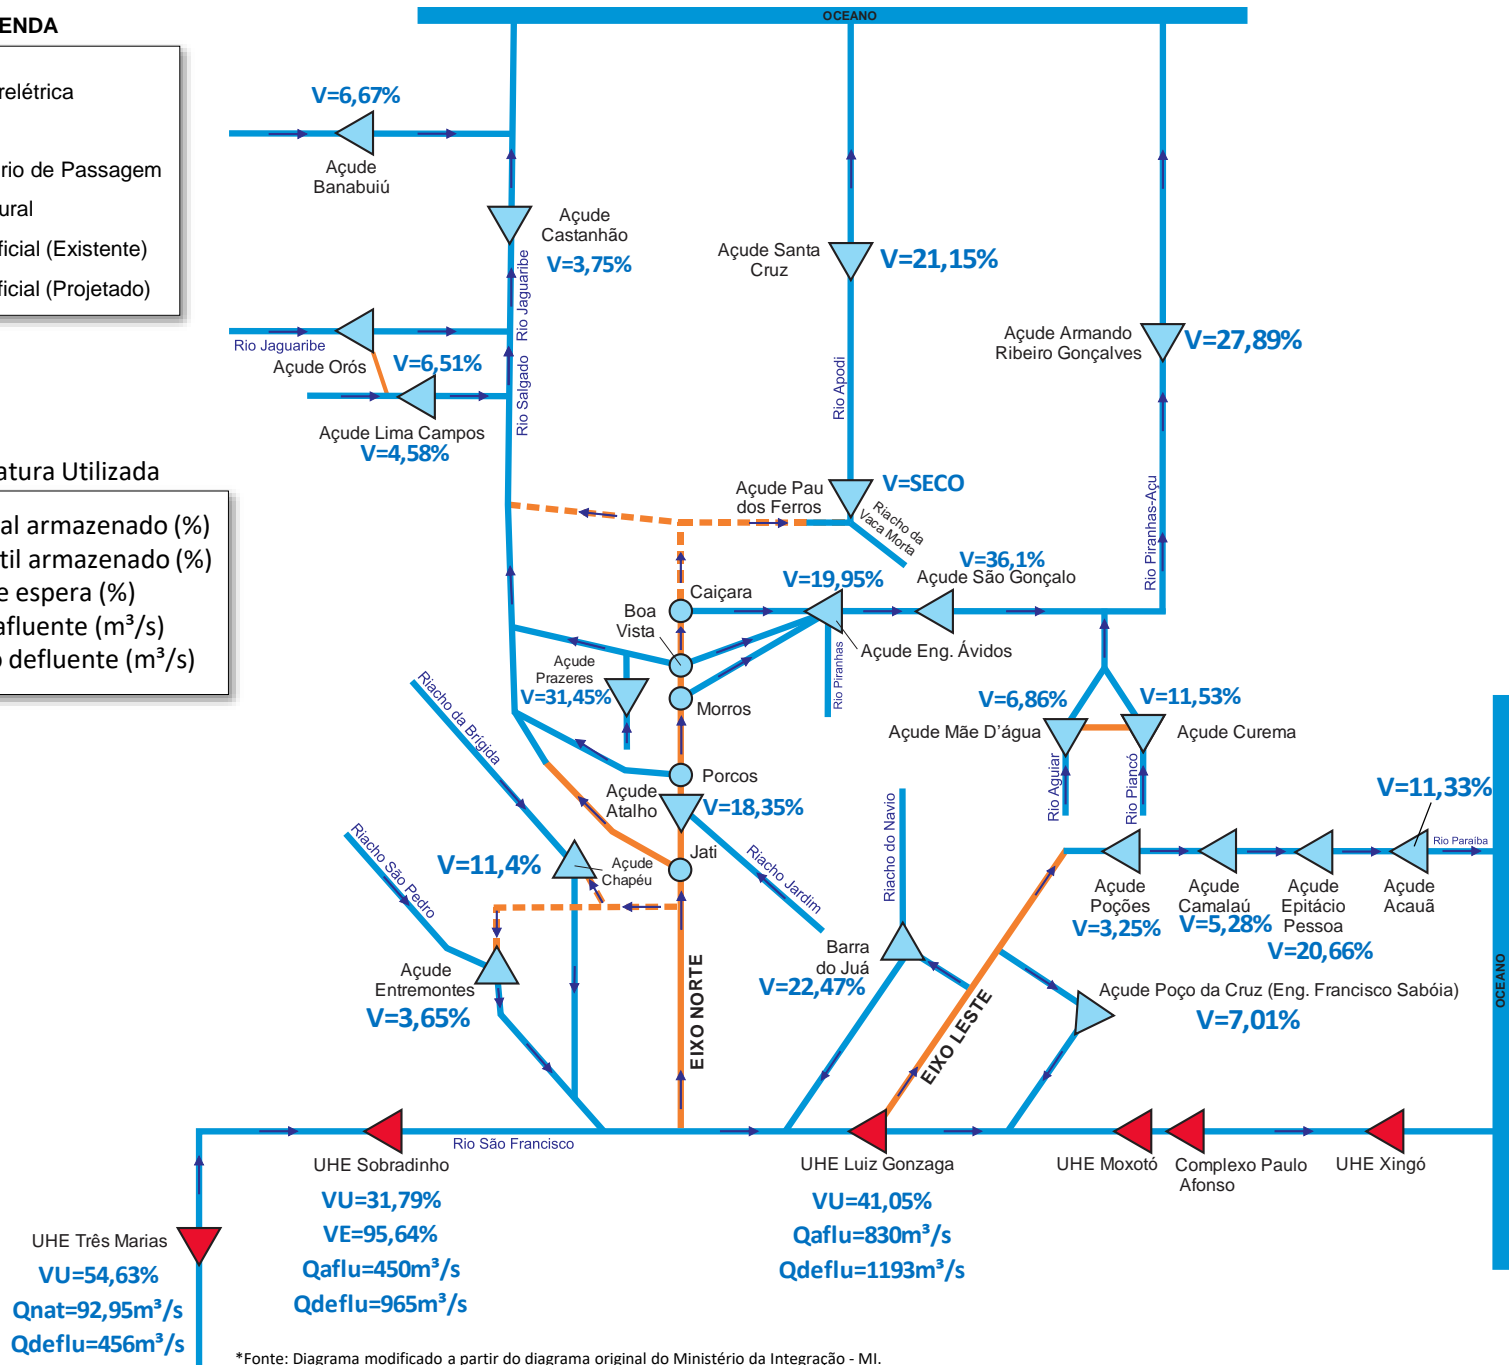 OCEANO
ENDA
relétrica
rio de Passagem
ural
ficial (Existente)
ficial (Projetado)
V=6,67%
Açude
Banabuiú
Açude
Castanhão
V=3,75%
Rio Jaguaribe
Açude Santa
Cruz
V=21,15%
Açude Armando
Ribeiro Gonçalves
V=27,89%
Rio Jaguaribe
Açude Orós
V=6,51%
Rio Salgado
Rio Apodi
Açude Lima Campos
V=4,58%
atura Utilizada
al armazenado (%)
til armazenado (%)
e espera (%)
afluente (m³/s)
o defluente (m³/s)
Açude Pau
dos Ferros
V=SECO
Riacho da
Vaca Morta
Rio Piranhas-Açu
V=36,1%
Açude São Gonçalo
V=19,95%
Caiçara
Boa
Vista
Açude Eng. Ávidos
Rio Piranhas
Açude
Prazeres
V=31,45%
Morros
Riacho da Brígida
V=6,86%
V=11,53%
Açude Mãe D'água
Açude Curema
Rio Aguiar
Rio Piancó
Porcos
Açude
Atalho
V=18,35%
V=11,33%
Riacho do Navio
Riacho São Pedro
V=11,4%
Açude
Chapéu
Jati
Riacho Jardim
Rio Paraíba
Açude
Poções
V=3,25%
Açude
Camalaú
V=5,28%
Açude
Epitácio
Pessoa
V=20,66%
Açude
Acauã
Açude
Entremontes
V=3,65%
EIXO NORTE
Barra
do Juá
V=22,47%
EIXO LESTE
Açude Poço da Cruz (Eng. Francisco Sabóia)
V=7,01%
OCEANO
Rio São Francisco
UHE Sobradinho
VU=31,79%
VE=95,64%
Qaflu=450m³/s
Qdeflu=965m³/s
UHE Luiz Gonzaga
VU=41,05%
Qaflu=830m³/s
Qdeflu=1193m³/s
UHE Moxotó
Complexo Paulo
Afonso
UHE Xingó
UHE Três Marias
VU=54,63%
Qnat=92,95m³/s
Qdeflu=456m³/s
*Fonte: Diagrama modificado a partir do diagrama original do Ministério da Integração - MI.